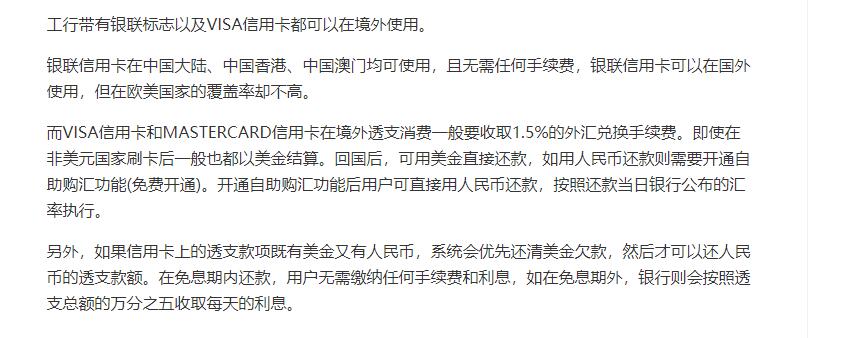 工行带有银联标志以及VISA信用卡都可以在境外使用。
银联信用卡在中国大陆、中国香港、中国澳门均可使用，且无需任何手续费，银联信用卡可以在国外
使用，但在欧美国家的覆盖率却不高。
而VISA信用卡和MASTERCARD信用卡在境外透支消费一般要收取1.5%的外汇兑换手续费。即使在
非美元国家刷卡后一般也都以美金结算。回国后，可用美金直接还款，如用人民币还款则需要开通自
助购汇功能(免费开通)。开通自助购汇功能后用户可直接用人民币还款，按照还款当日银行公布的汇
率执行。
另外，如果信用卡上的透支款项既有美金又有人民币，系统会优先还清美金欠款，然后才可以还人民
币的透支款额。在免息期内还款，用户无需缴纳任何手续费和利息，如在免息期外，银行则会按照透
支总额的万分之五收取每天的利息。